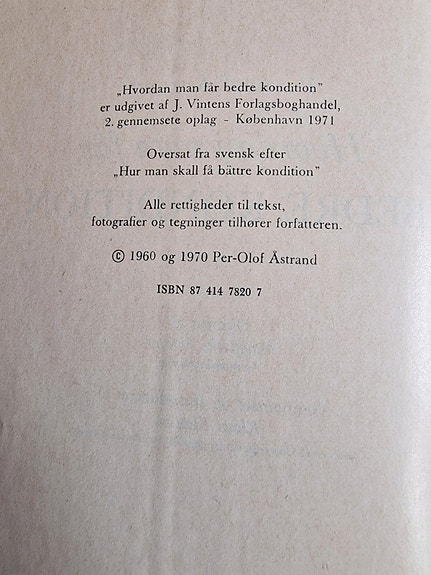 „Hvordan man får bedre kondition”
er udgivet af J. Vintens Forlagsboghandel,
2. gennemsete oplag - København 1971
Oversat fra svensk efter
„Hur man skall få bättre kondition”
Alle rettigheder til tekst,
fotografier og tegninger tilhører forfatteren.
© 1960 og 1970 Per-Olof Åstrand
ISBN 87 414 7820 7